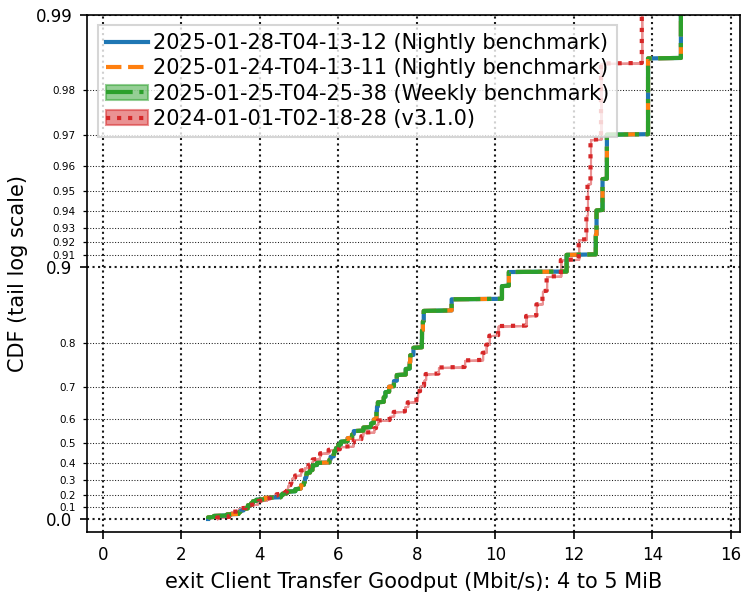 2025-01-28-T04-13-12 (Nightly benchmark)
2025-01-24-T04-13-11 (Nightly benchmark)
2025-01-25-T04-25-38 (Weekly benchmark)
2024-01-01-T02-18-28 (v3.1.0)
CDF (tail log scale)
0.99
0.98
0.97
0.96
0.95
0.94
0.93
0.92
0.91
0.9
0.8
0.7
0.6
0.5
0.4
0.3
0.2
0.1
0.0
0 2 4 6 8 10 12 14 16
exit Client Transfer Goodput (Mbit/s): 4 to 5 MiB